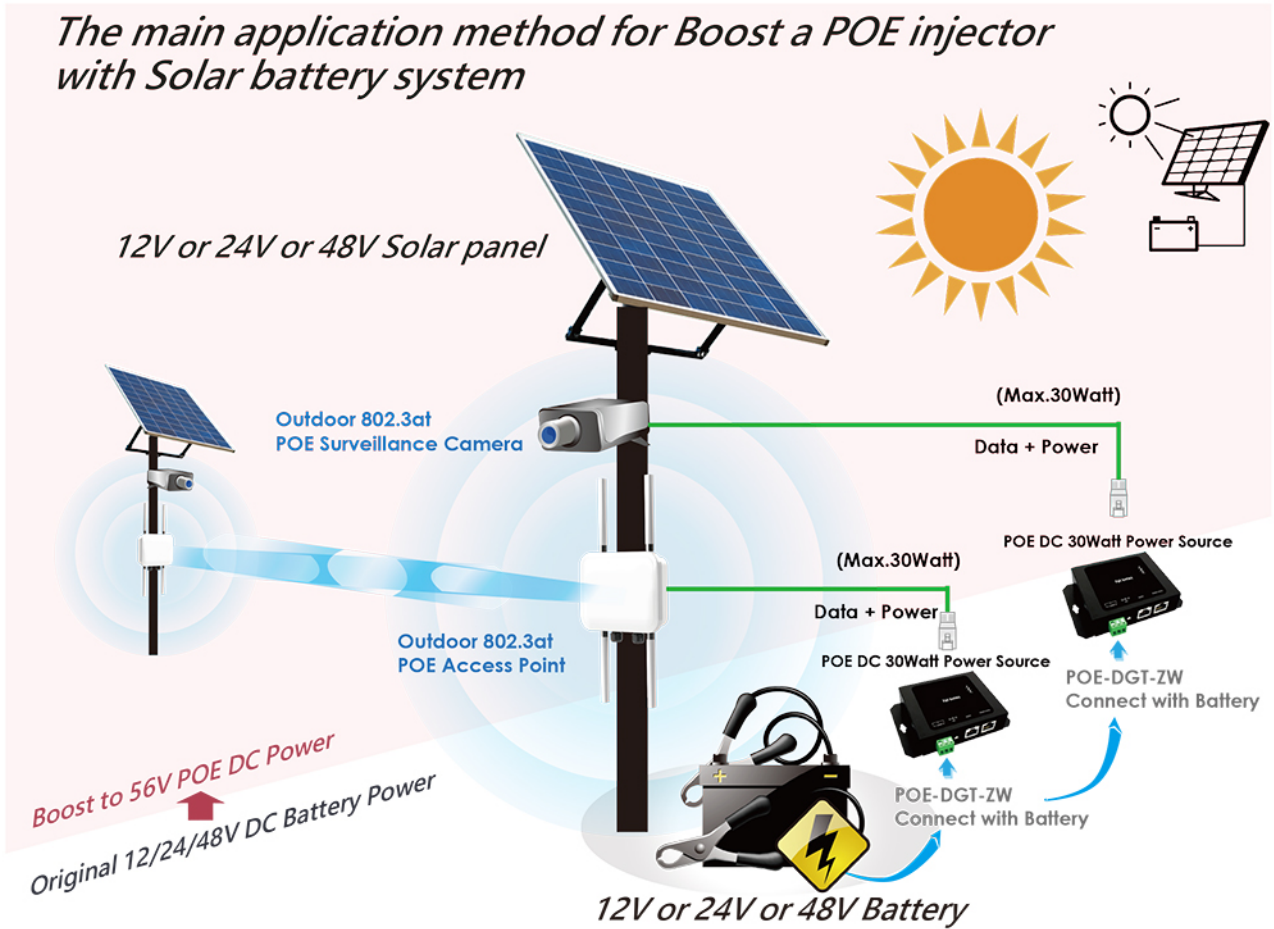 The main application method for Boost a POE injector
with Solar battery system
12V or 24V or 48V Solar panel
Outdoor 802.3at
POE Surveillance Camera
(Max.30Watt)
Data + Power
POE DC 30Watt Power Source
(Max.30Watt)
Data + Power
Outdoor 802.3at
POE Access Point
POE DC 30Watt Power Source
POE-DGT-ZW
Connect with Battery
Boost to 56V POE DC Power
Original 12/24/48V DC Battery Power
+
–
POE-DGT-ZW
Connect with Battery
12V or 24V or 48V Battery